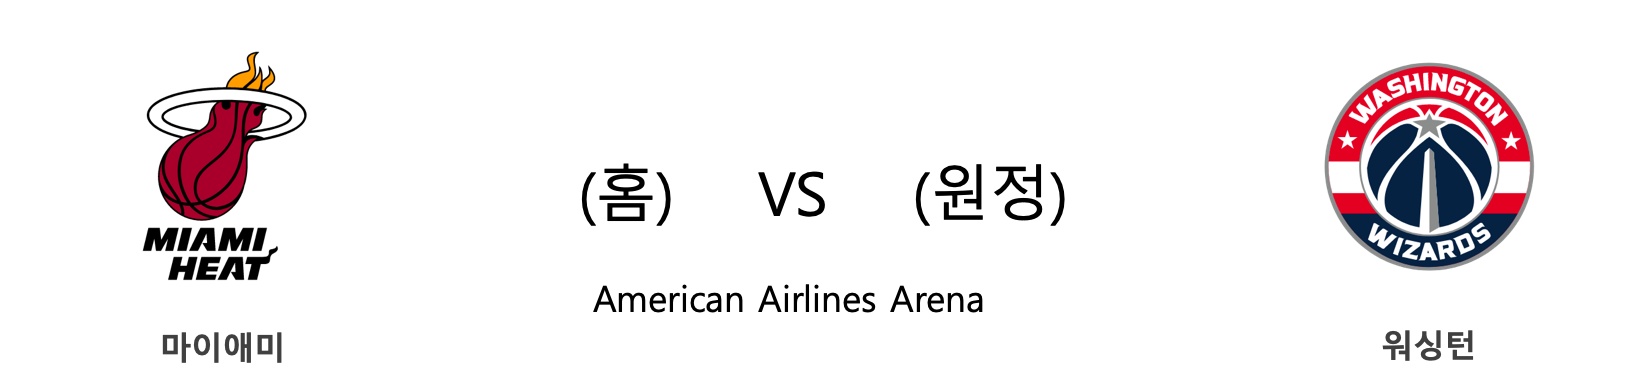 MIAMI
HEAT
마이애미
(홈) VS (원정)
American Airlines Arena
WASHINGTON
WIZARDS
워싱턴